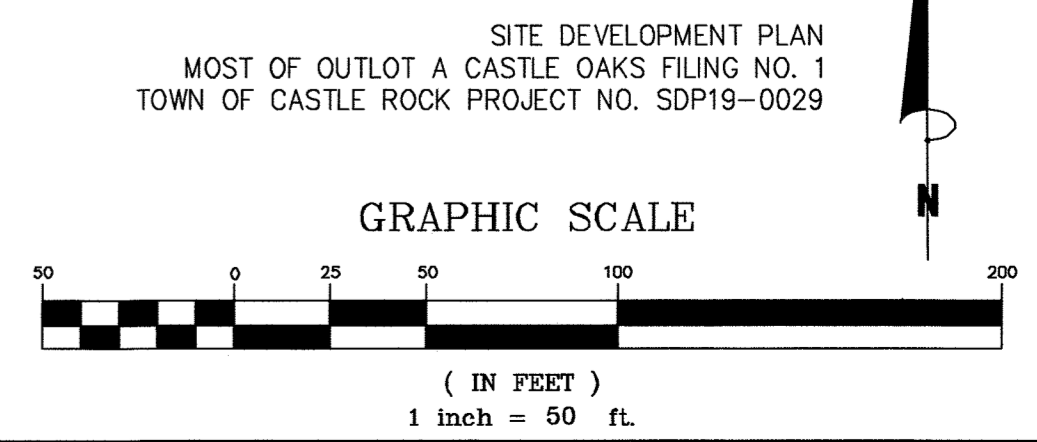 SITE DEVELOPMENT PLAN
MOST OF OUTLOT A CASTLE OAKS FILING NO. 1
TOWN OF CASTLE ROCK PROJECT NO. SDP19-0029
N
GRAPHIC SCALE
50 0 25 50 100 200
( IN FEET )
1 inch = 50 ft.